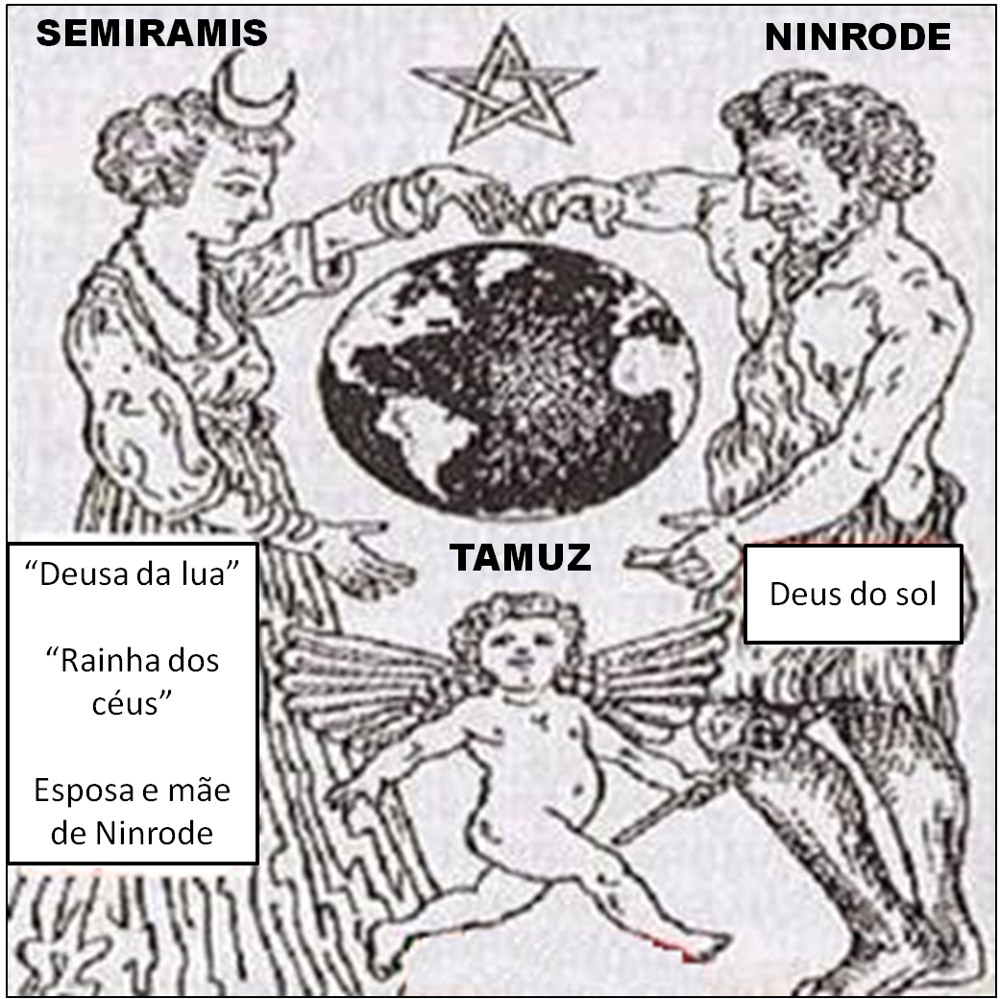 SEMIRAMIS
NINRODE
TAMUZ
“Deusa da lua”
“Rainha dos
céus”
Esposa e mãe
de Ninrode
Deus do sol